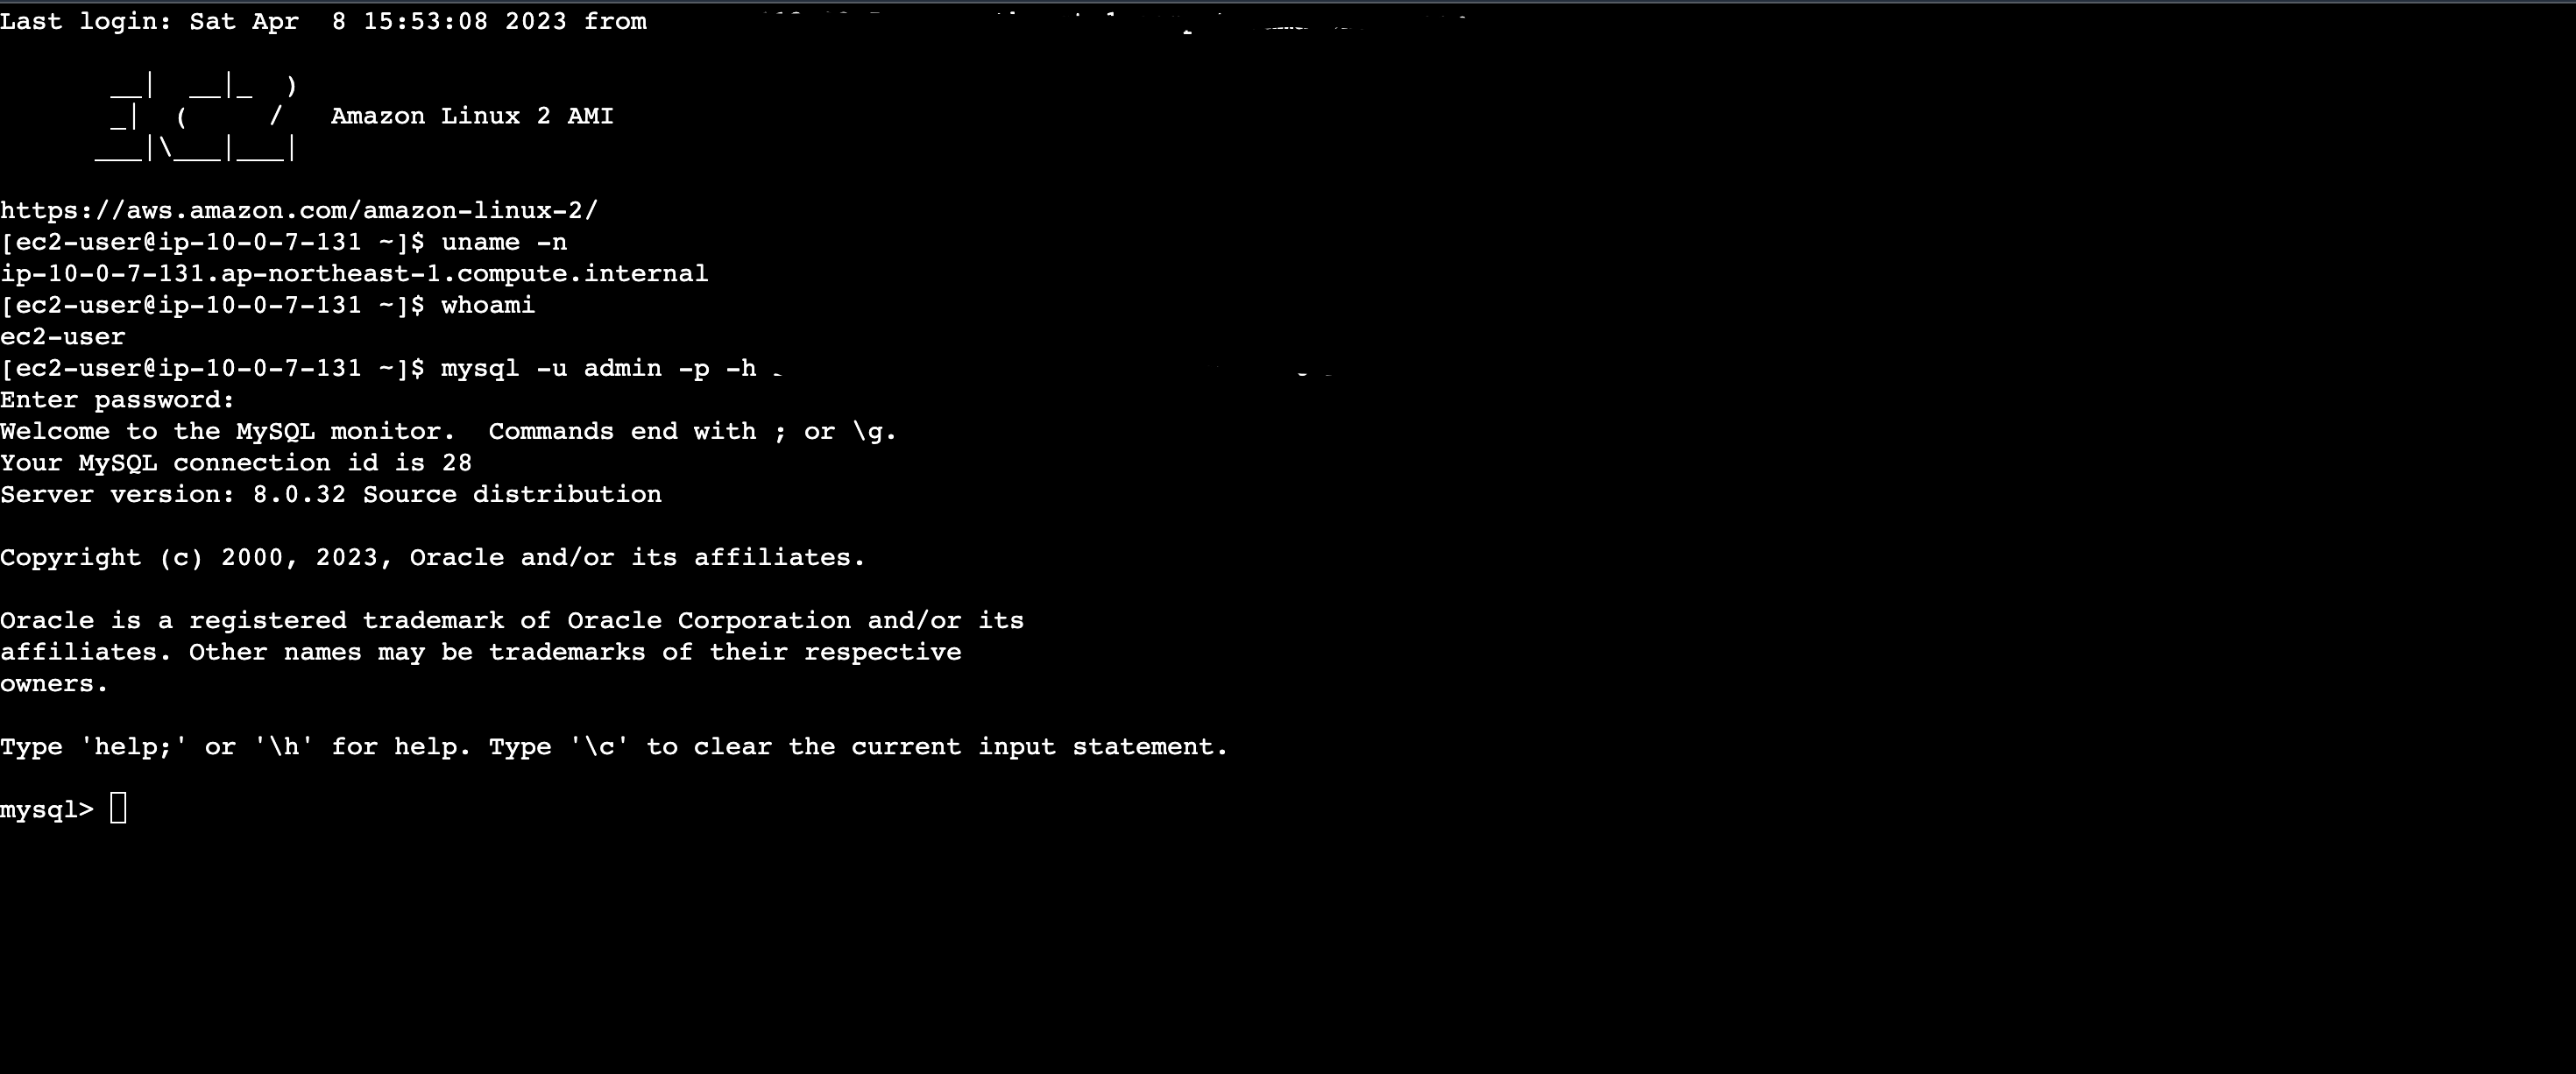 Last login: Sat Apr  8 15:53:08 2023 from

       __|  __|_  )
       _|  (     /   Amazon Linux 2 AMI
      ___|\___|___|

https://aws.amazon.com/amazon-linux-2/
[ec2-user@ip-10-0-7-131 ~]$ uname -n
ip-10-0-7-131.ap-northeast-1.compute.internal
[ec2-user@ip-10-0-7-131 ~]$ whoami
ec2-user
[ec2-user@ip-10-0-7-131 ~]$ mysql -u admin -p -h
Enter password:
Welcome to the MySQL monitor.  Commands end with ; or \g.
Your MySQL connection id is 28
Server version: 8.0.32 Source distribution

Copyright (c) 2000, 2023, Oracle and/or its affiliates.

Oracle is a registered trademark of Oracle Corporation and/or its
affiliates. Other names may be trademarks of their respective
owners.

Type 'help;' or '\h' for help. Type '\c' to clear the current input statement.

mysql>